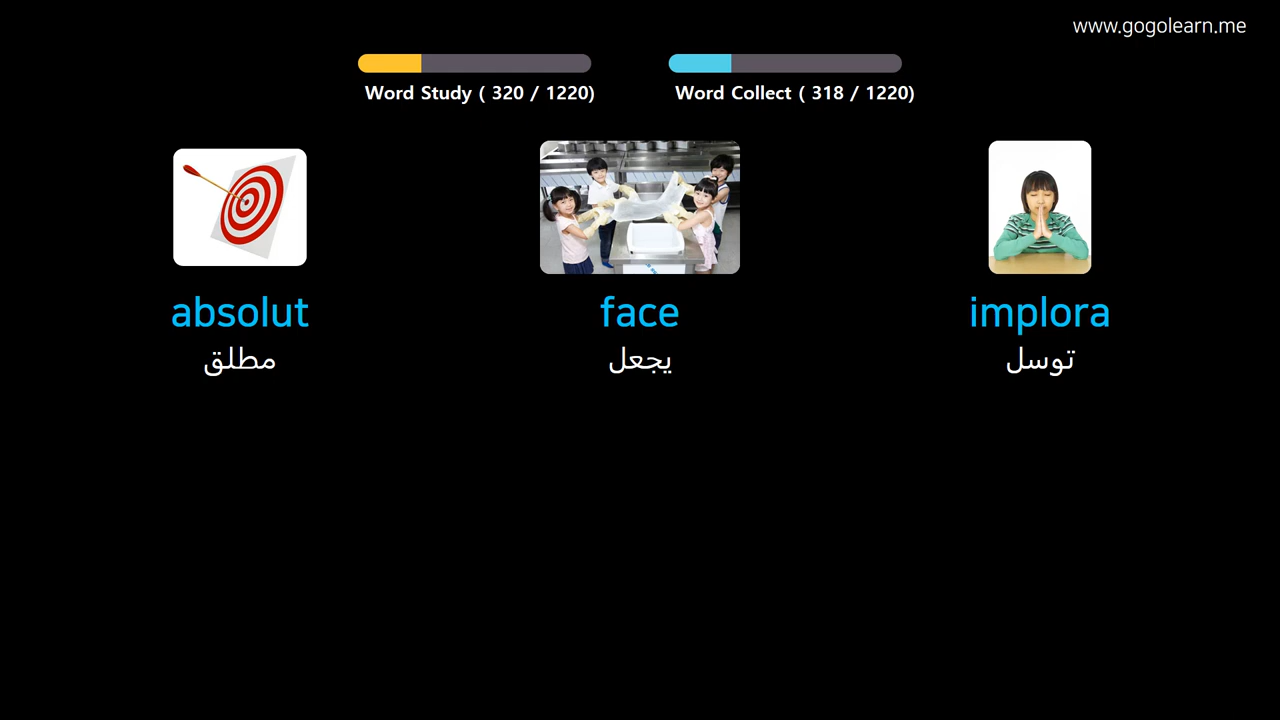 www.gogolearn.me
Word Study ( 320 / 1220)
Word Collect ( 318 / 1220)
absolut
face
implora
مطلق
يجعل
توسل